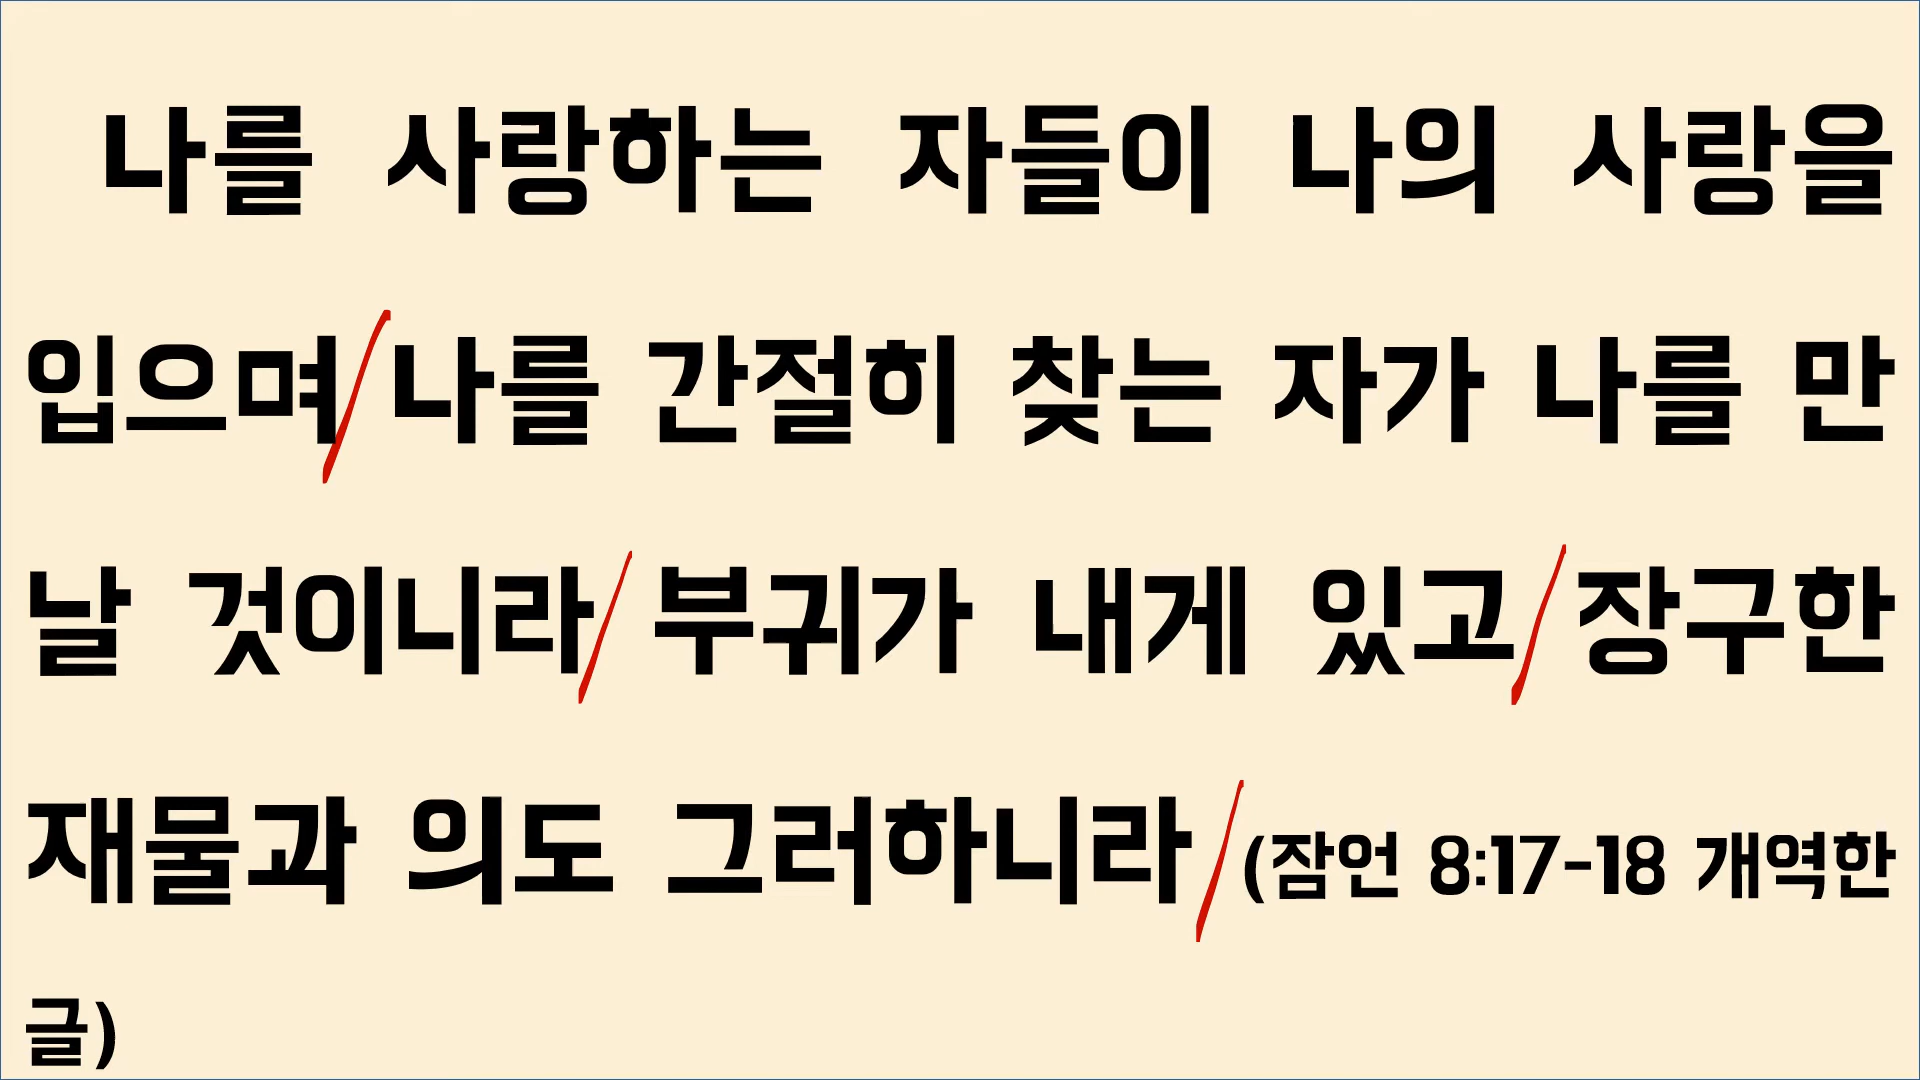 나를 사랑하는 자들이 나의 사랑을
입으며/나를 간절히 찾는 자가 나를 만
날 것이니라/ 부귀가 내게 있고/장구한
재물과 의도 그러하니라/(잠언 8:17-18 개역한
글)